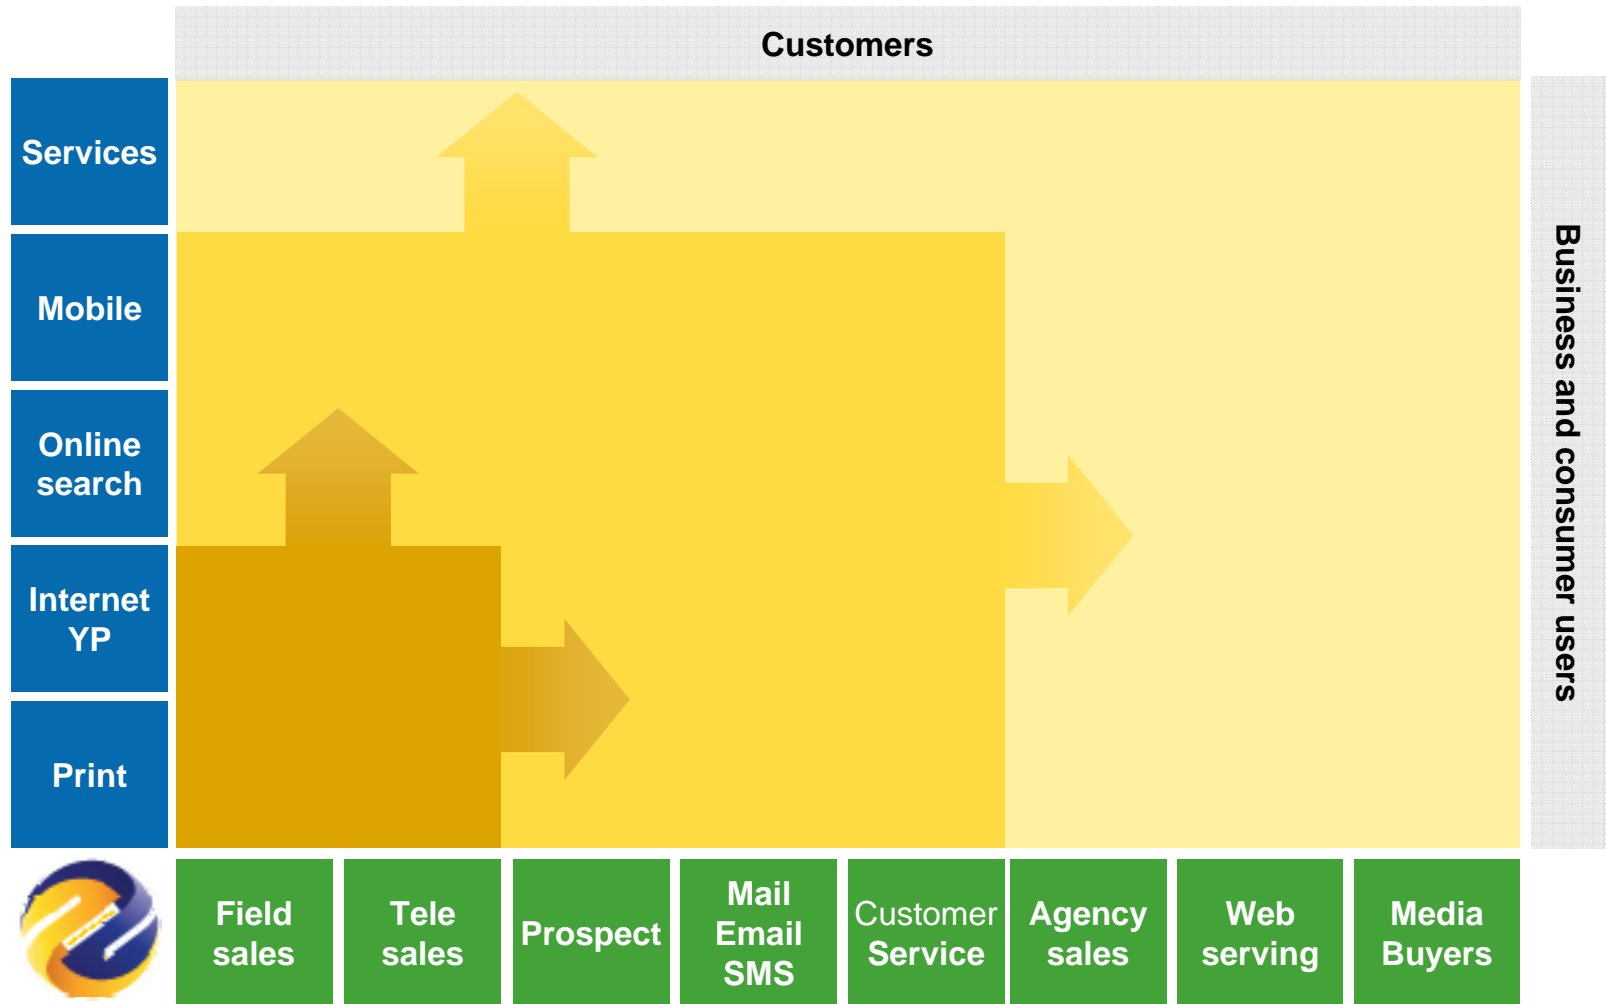 Customers
Services
Mobile
Online
search
Internet
YP
Print
Business and consumer users
Field
sales
Tele
sales
Prospect
Mail
Email
SMS
Customer
Service
Agency
sales
Web
serving
Media
Buyers